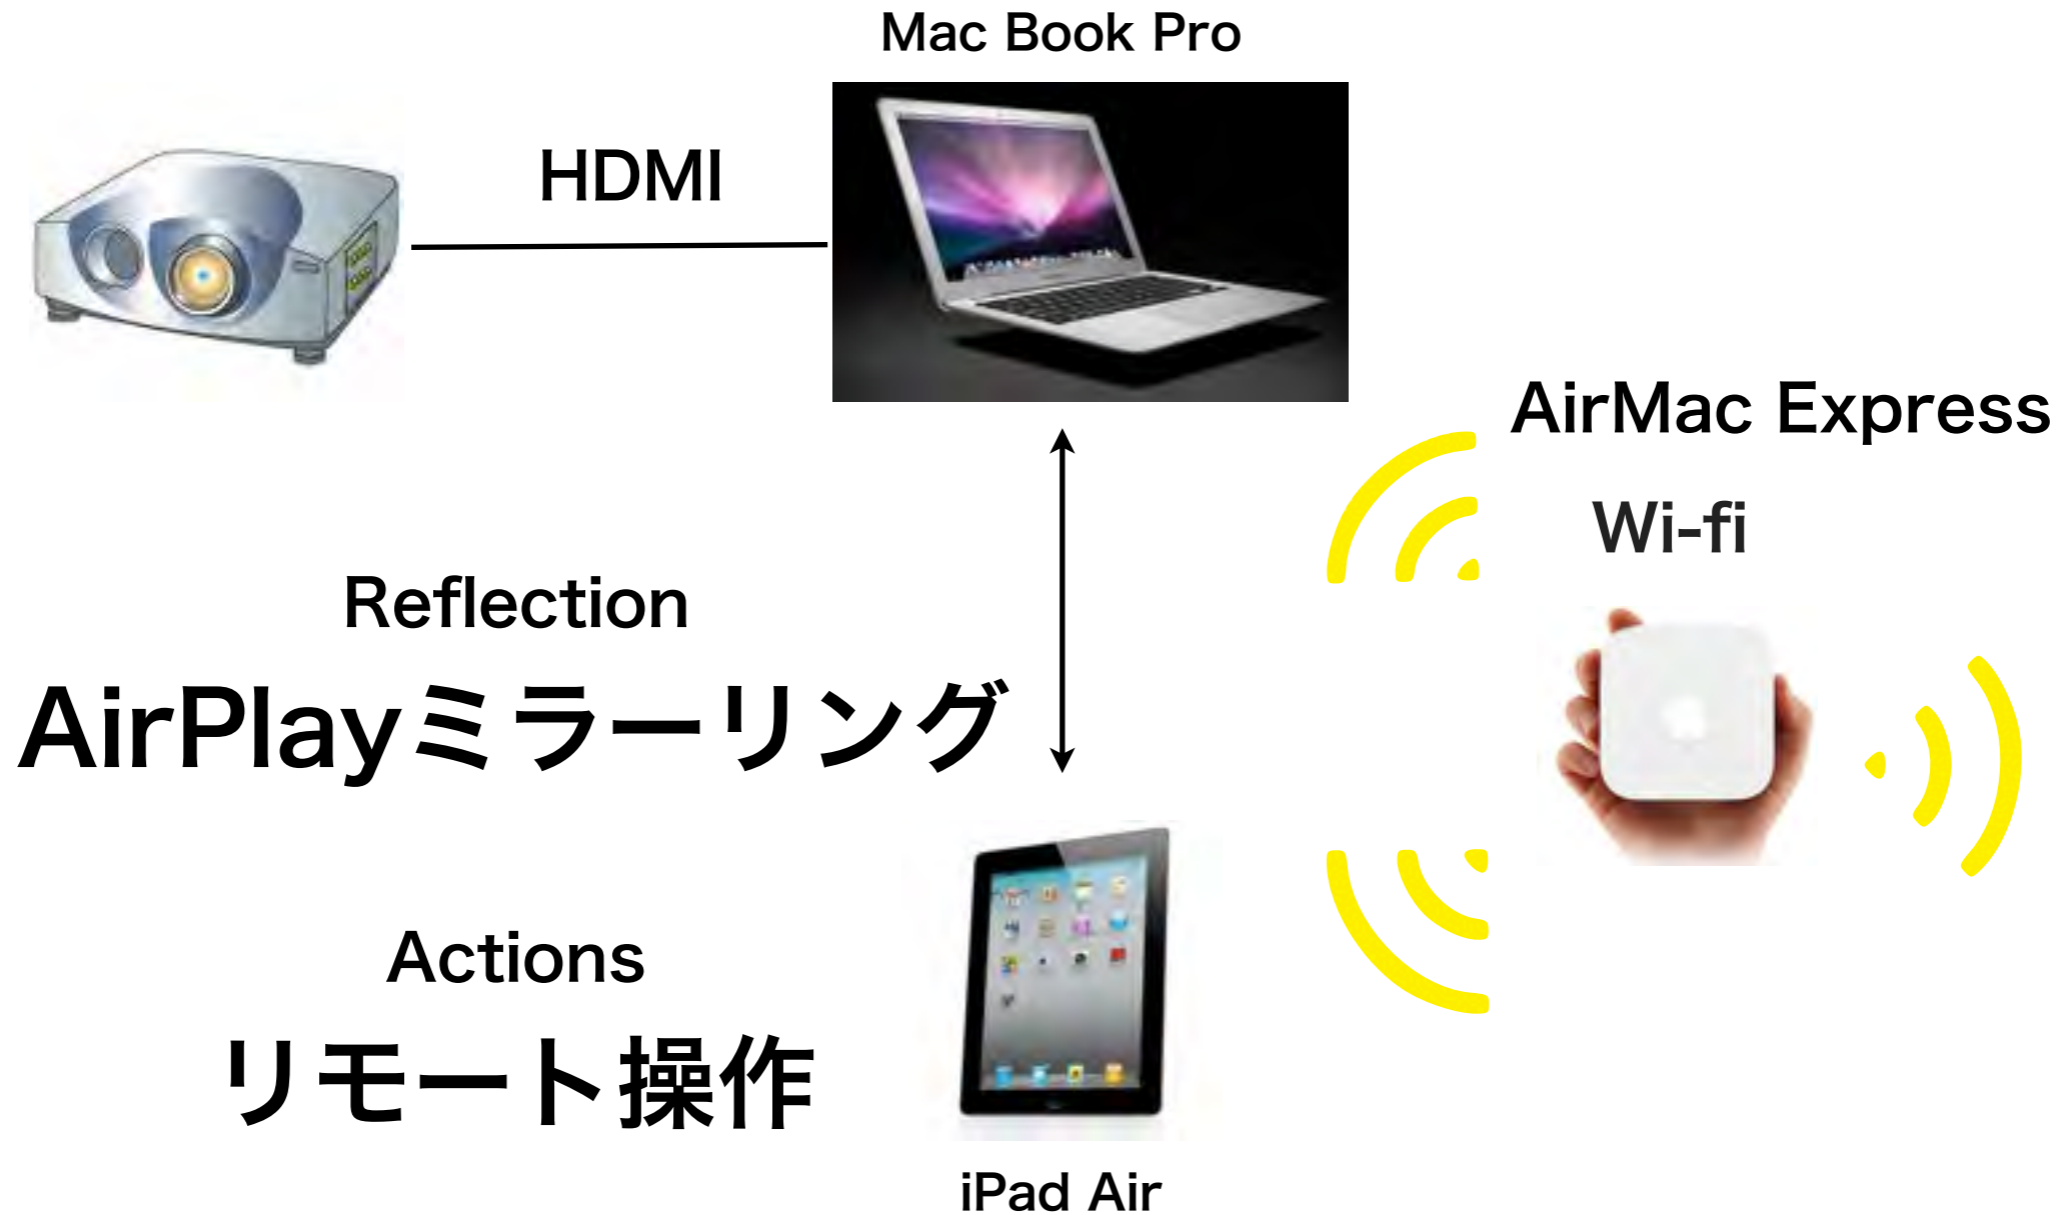 Mac Book Pro
HDMI
AirMac Express
Wi-fi
Reflection
AirPlayミラーリング
Actions
リモート操作
iPad Air